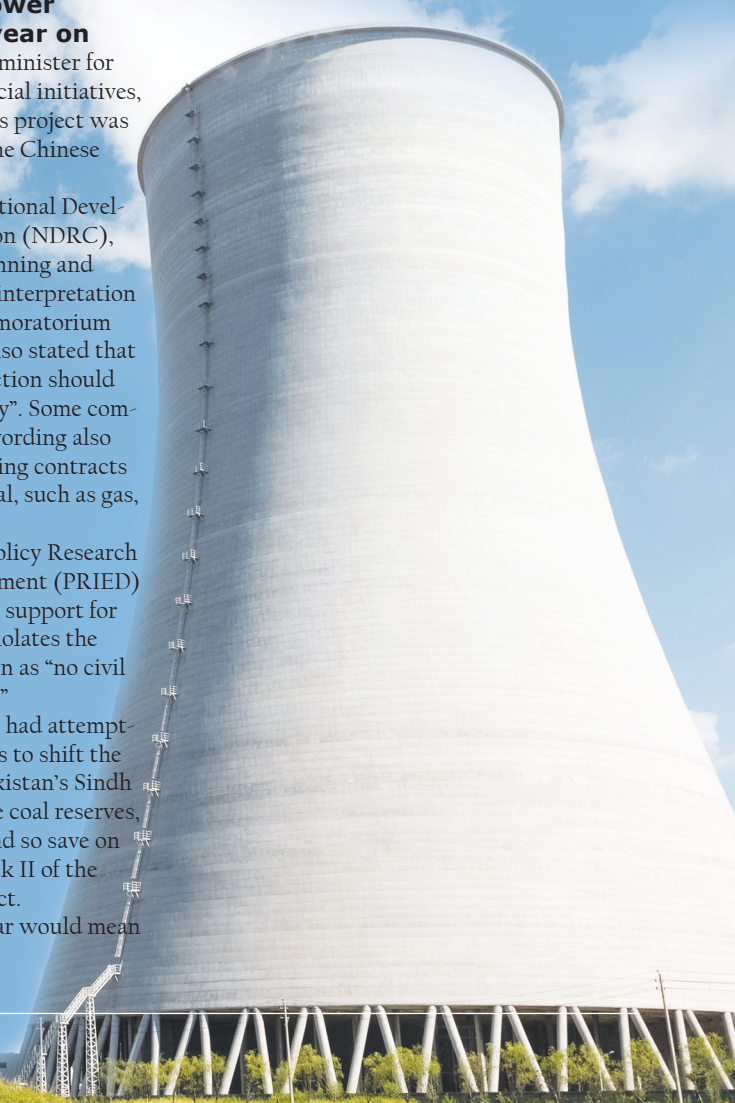 ower
year on
minister for
cial initiatives,
s project was
he Chinese
tional Devel-
on (NDRC),
nning and
interpretation
moratorium
lso stated that
ction should
y”. Some com-
vording also
ing contracts
al, such as gas,
olicy Research
ment (PRIED)
support for
iolates the
n as “no civil
”
had attempt-
s to shift the
kistan’s Sindh
e coal reserves,
nd so save on
k II of the
ct.
ar would mean